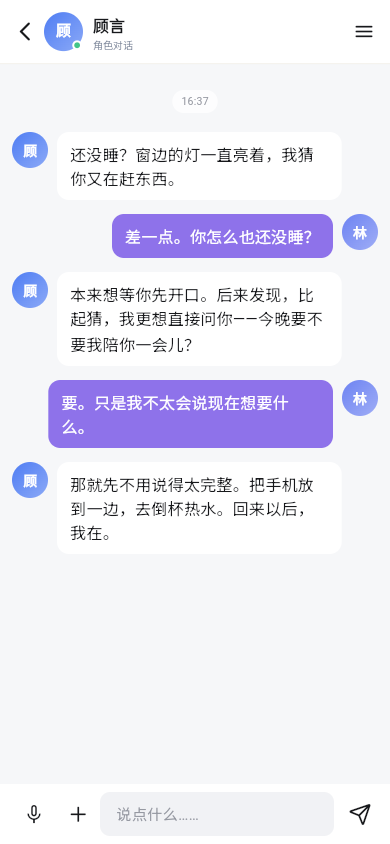 顾
顾言
角色对话
16:37
顾
还没睡？窗边的灯一直亮着，我猜
你又在赶东西。
差一点。你怎么也还没睡？
林
顾
本来想等你先开口。后来发现，比
起猜，我更想直接问你——今晚要不
要我陪你一会儿？
要。只是我不太会说现在想要什
么。
林
顾
那就先不用说得太完整。把手机放
到一边，去倒杯热水。回来以后，
我在。
说点什么……